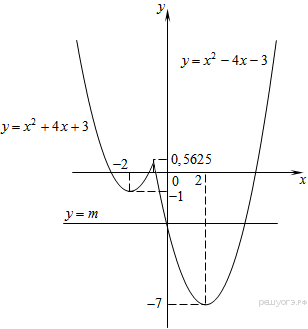 y
y = x² − 4x − 3
y = x² + 4x + 3
−2
0,5625
0
2
x
−1
y = m
−7
решуогэ.рф